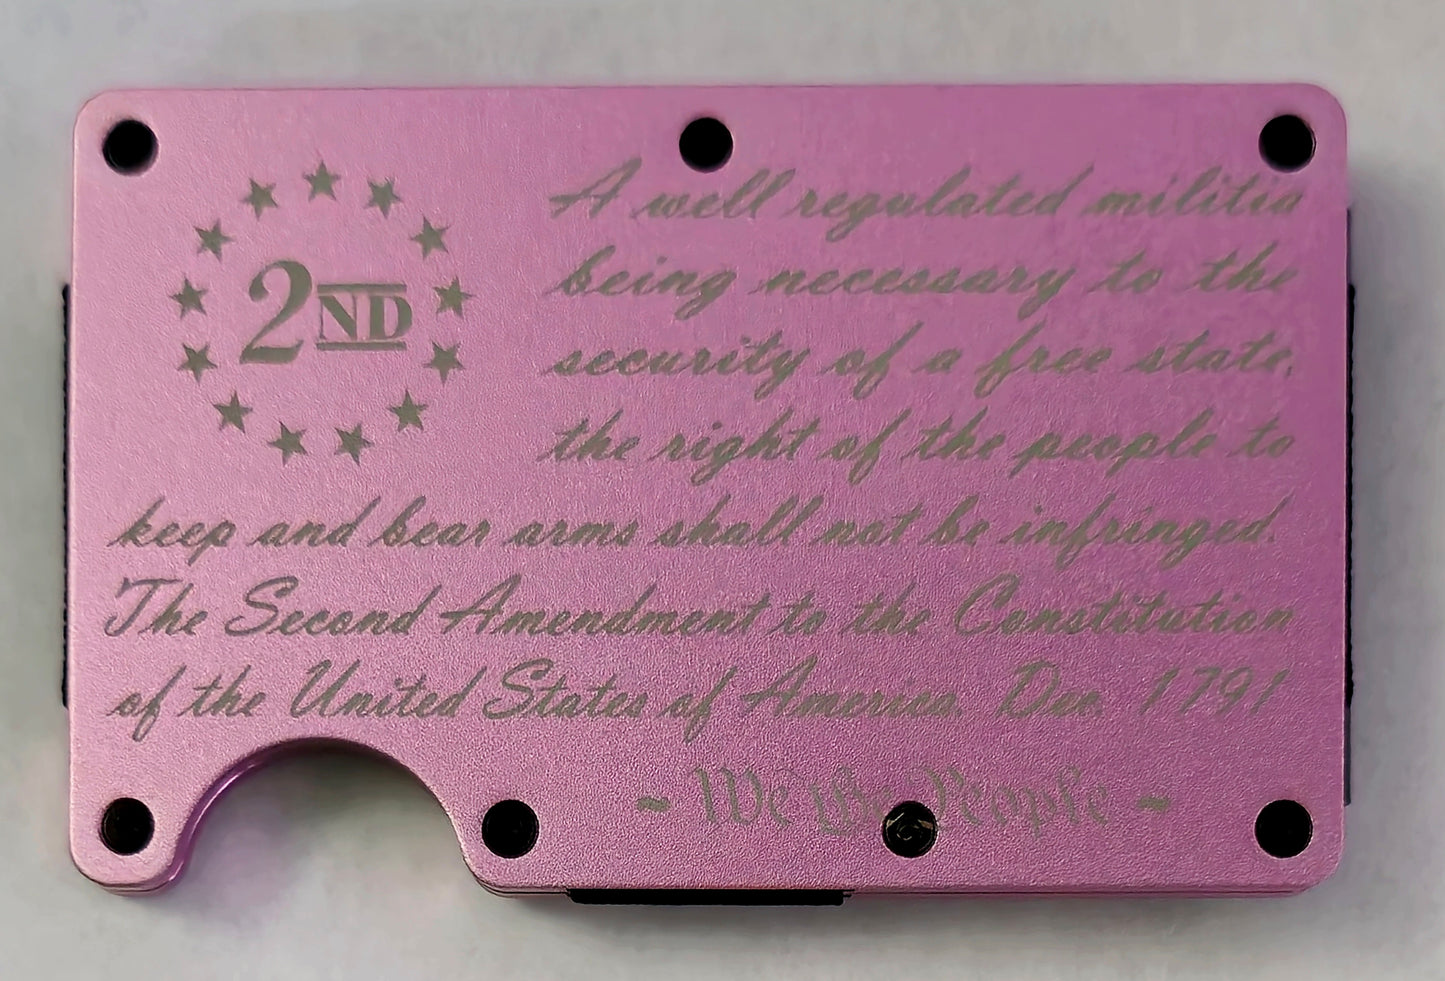 2ND
A well regulated militia
being necessary to the
security of a free state,
the right of the people to
keep and bear arms shall not be infringed.
The Second Amendment to the Constitution
of the United States of America. Dec. 1791
- We the People -